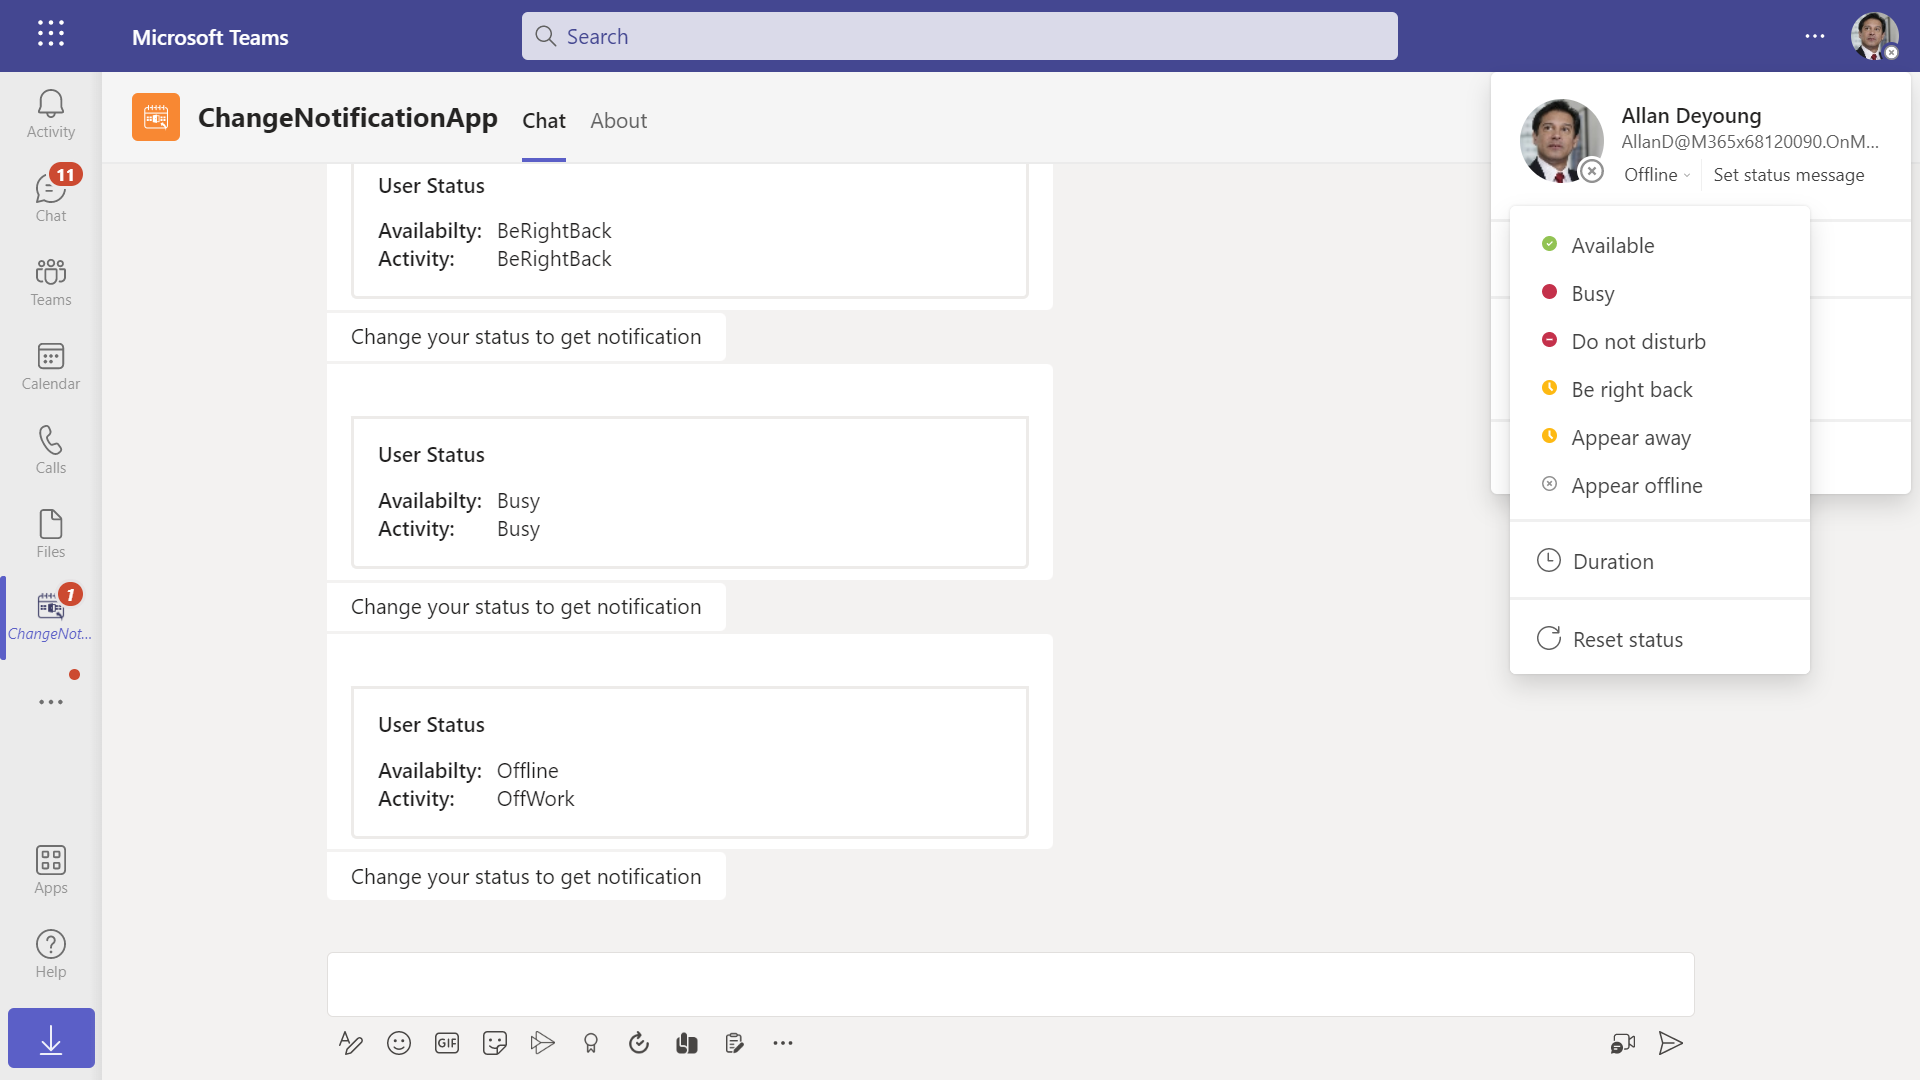 Microsoft Teams
Search
Activity
11
Chat
Teams
Calendar
Calls
Files
1
ChangeNot...
Apps
Help
ChangeNotificationApp
Chat
About
User Status
Availabilty: BeRightBack
Activity: BeRightBack
Change your status to get notification
User Status
Availabilty: Busy
Activity: Busy
Change your status to get notification
User Status
Availabilty: Offline
Activity: OffWork
Change your status to get notification
GIF
Allan Deyoung
AllanD@M365x68120090.OnM...
Offline
Set status message
Available
Busy
Do not disturb
Be right back
Appear away
Appear offline
Duration
Reset status